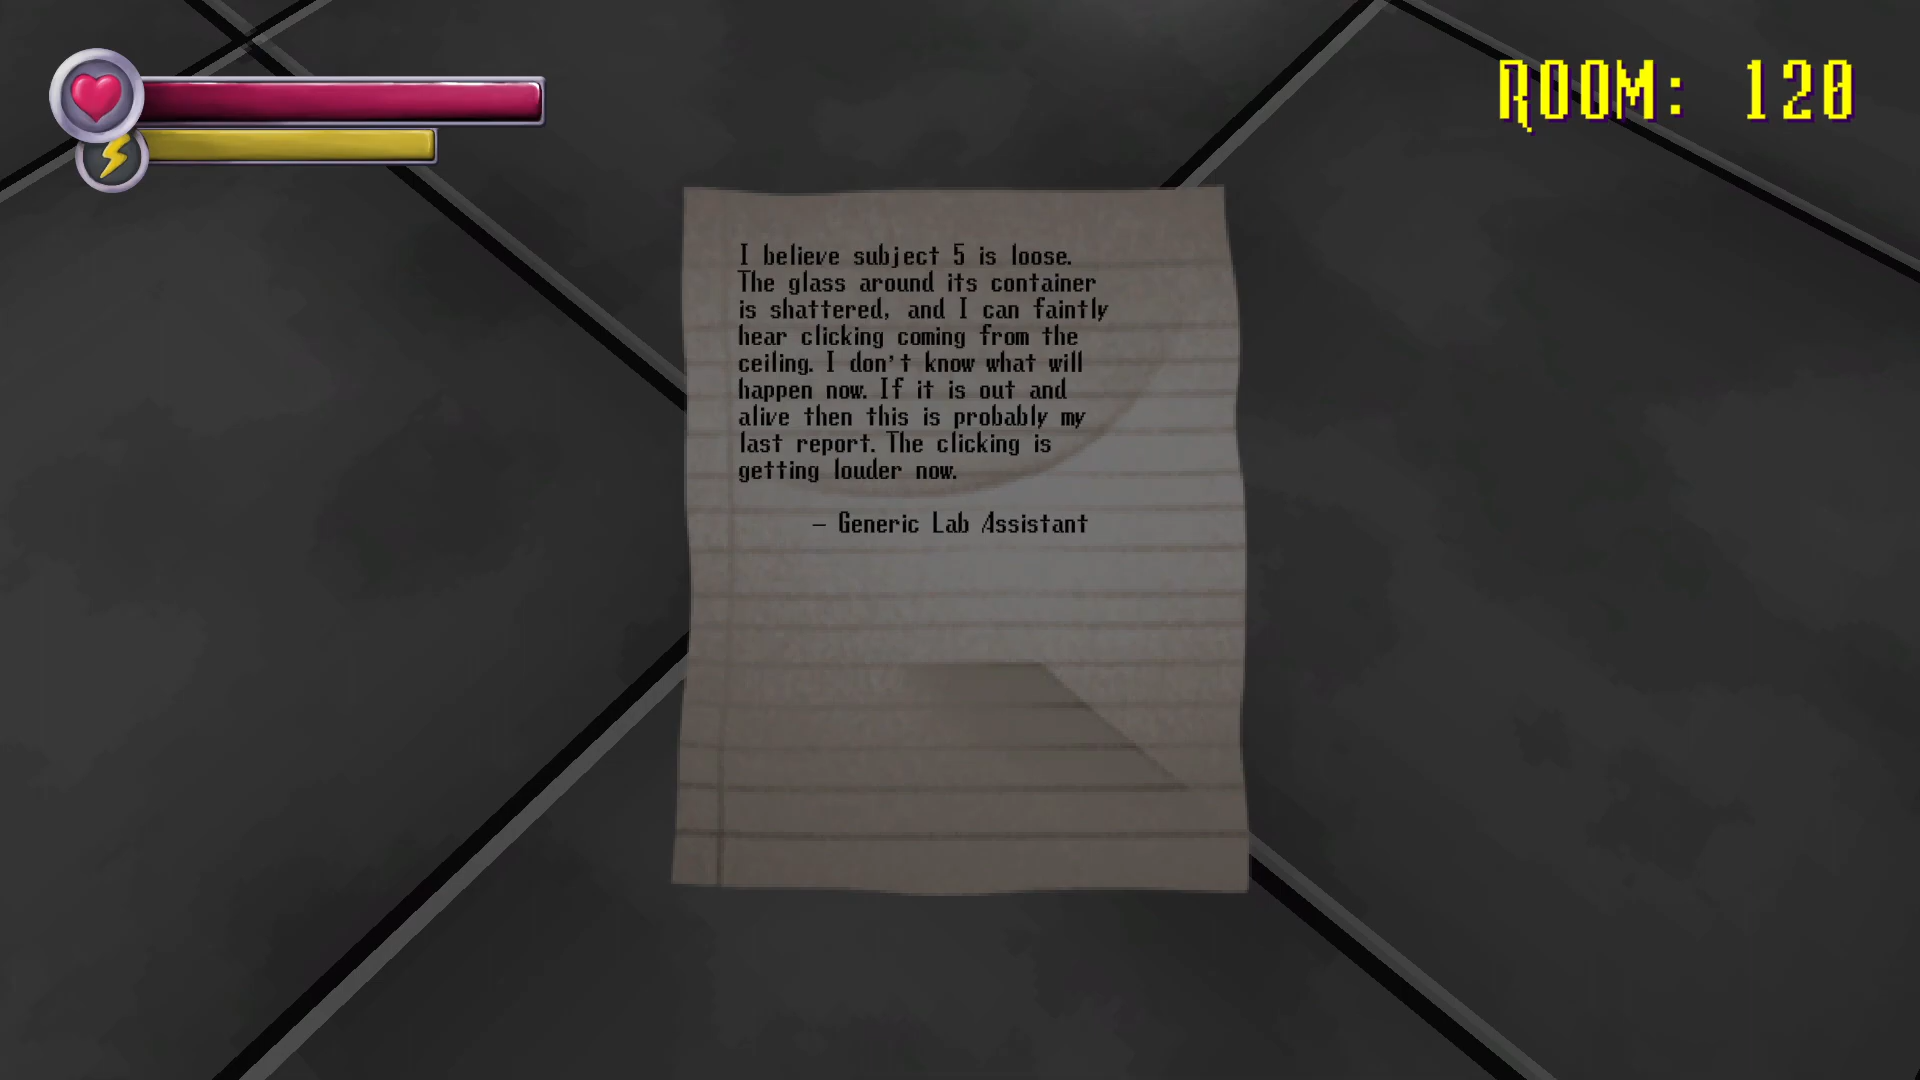 ROOM: 120
I believe subject 5 is loose.
The glass around its container
is shattered, and I can faintly
hear clicking coming from the
ceiling. I don't know what will
happen now. If it is out and
alive then this is probably my
last report. The clicking is
getting louder now.
- Generic Lab Assistant